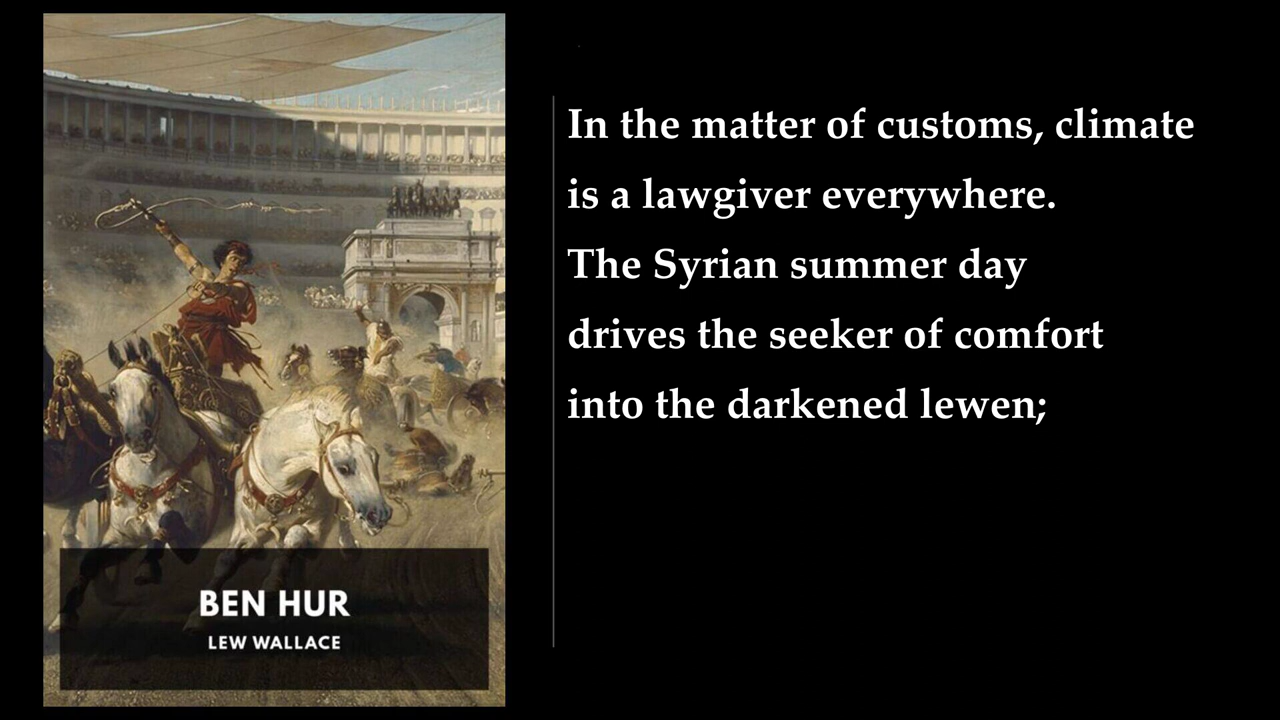 In the matter of customs, climate
is a lawgiver everywhere.
The Syrian summer day
drives the seeker of comfort
into the darkened lewen;
BEN HUR
LEW WALLACE